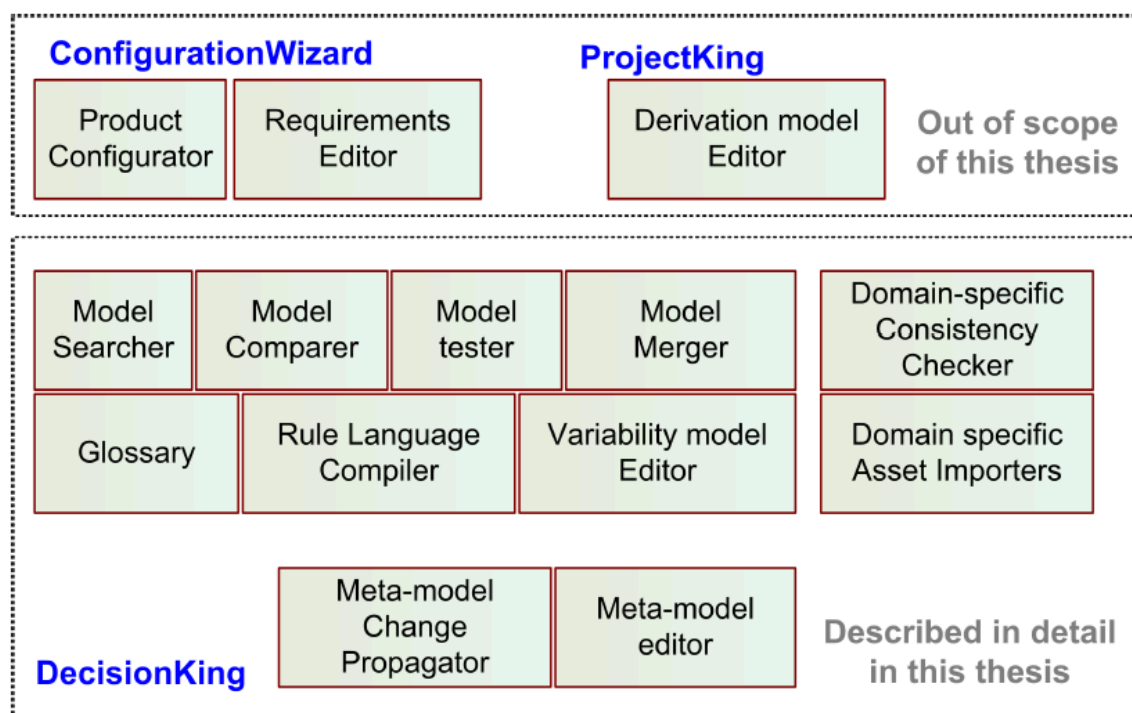 ConfigurationWizard
Product
Configurator
Requirements
Editor
ProjectKing
Derivation model
Editor
Out of scope
of this thesis
Model
Searcher
Model
Comparer
Model
tester
Model
Merger
Domain-specific
Consistency
Checker
Glossary
Rule Language
Compiler
Variability model
Editor
Domain specific
Asset Importers
Meta-model
Change
Propagator
Meta-model
editor
DecisionKing
Described in detail
in this thesis